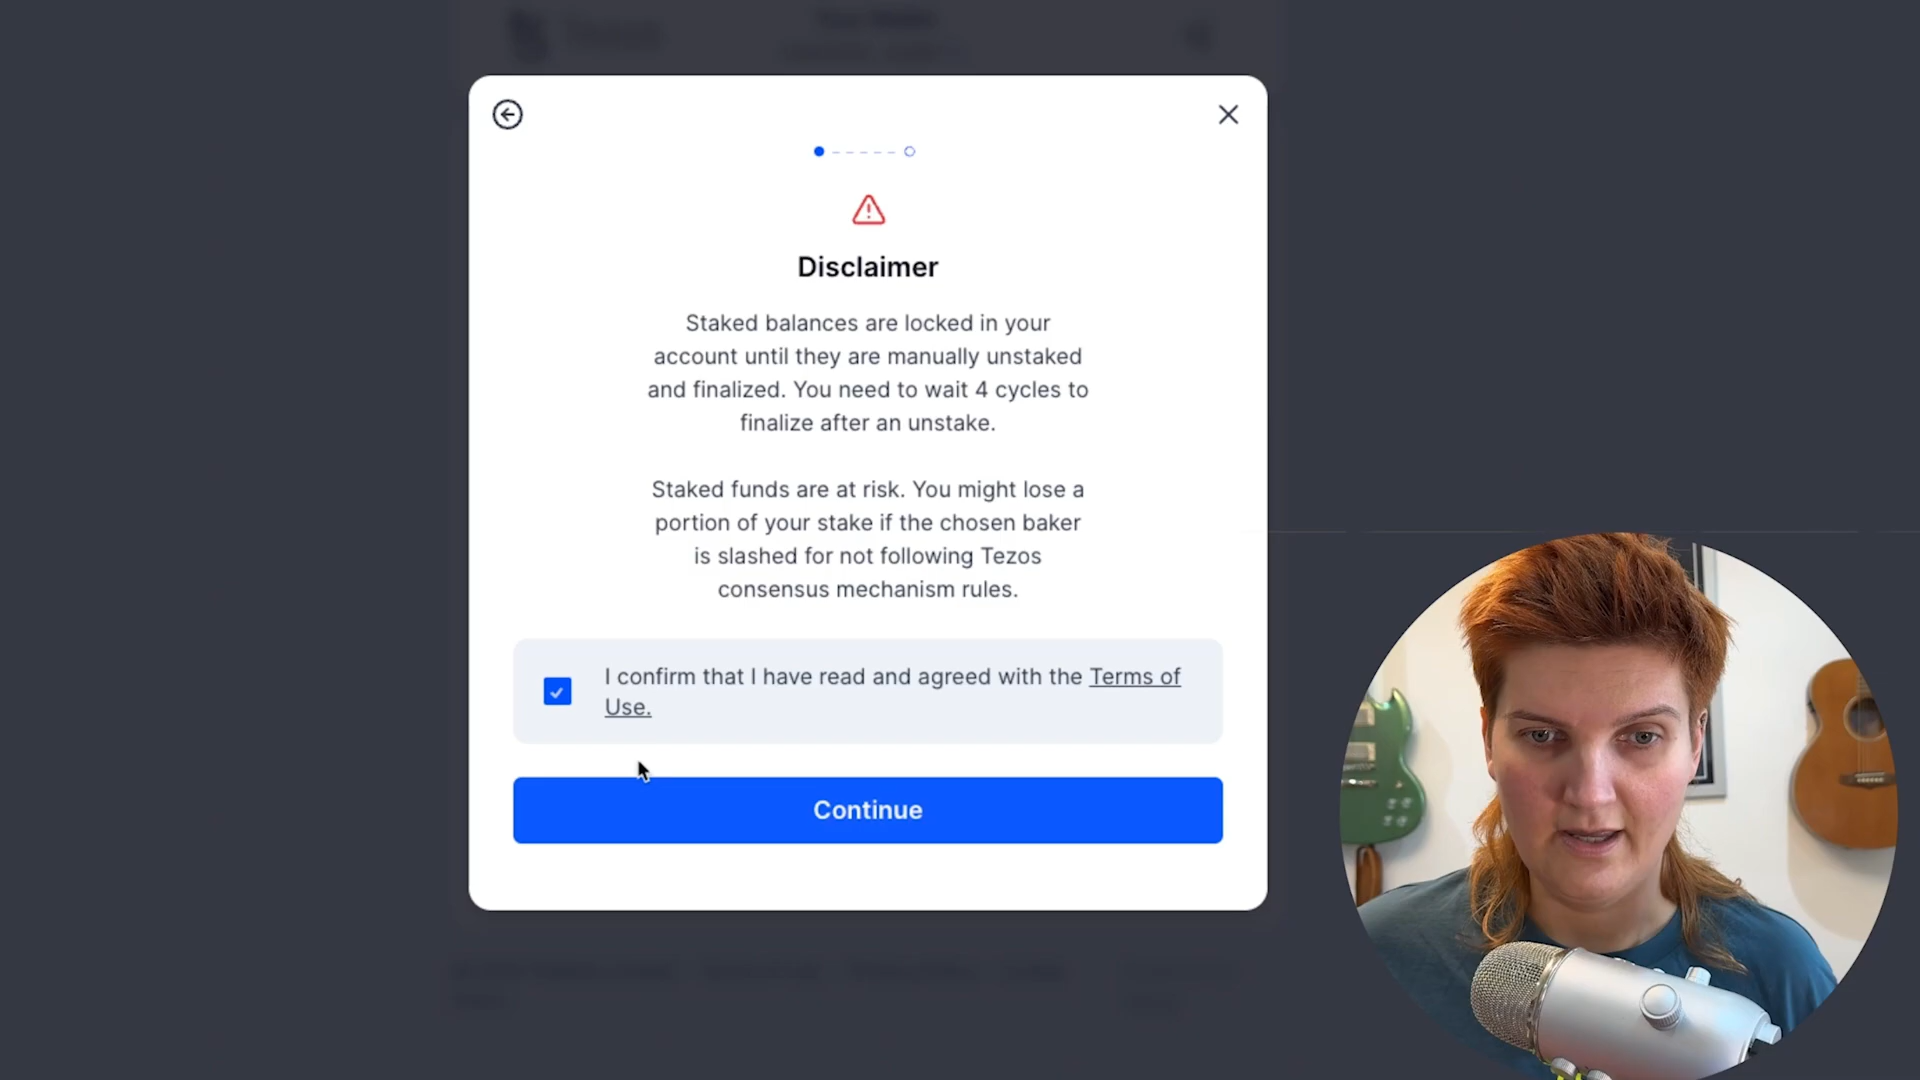 Disclaimer
Staked balances are locked in your
account until they are manually unstaked
and finalized. You need to wait 4 cycles to
finalize after an unstake.
Staked funds are at risk. You might lose a
portion of your stake if the chosen baker
is slashed for not following Tezos
consensus mechanism rules.
I confirm that I have read and agreed with the Terms of
Use.
Continue